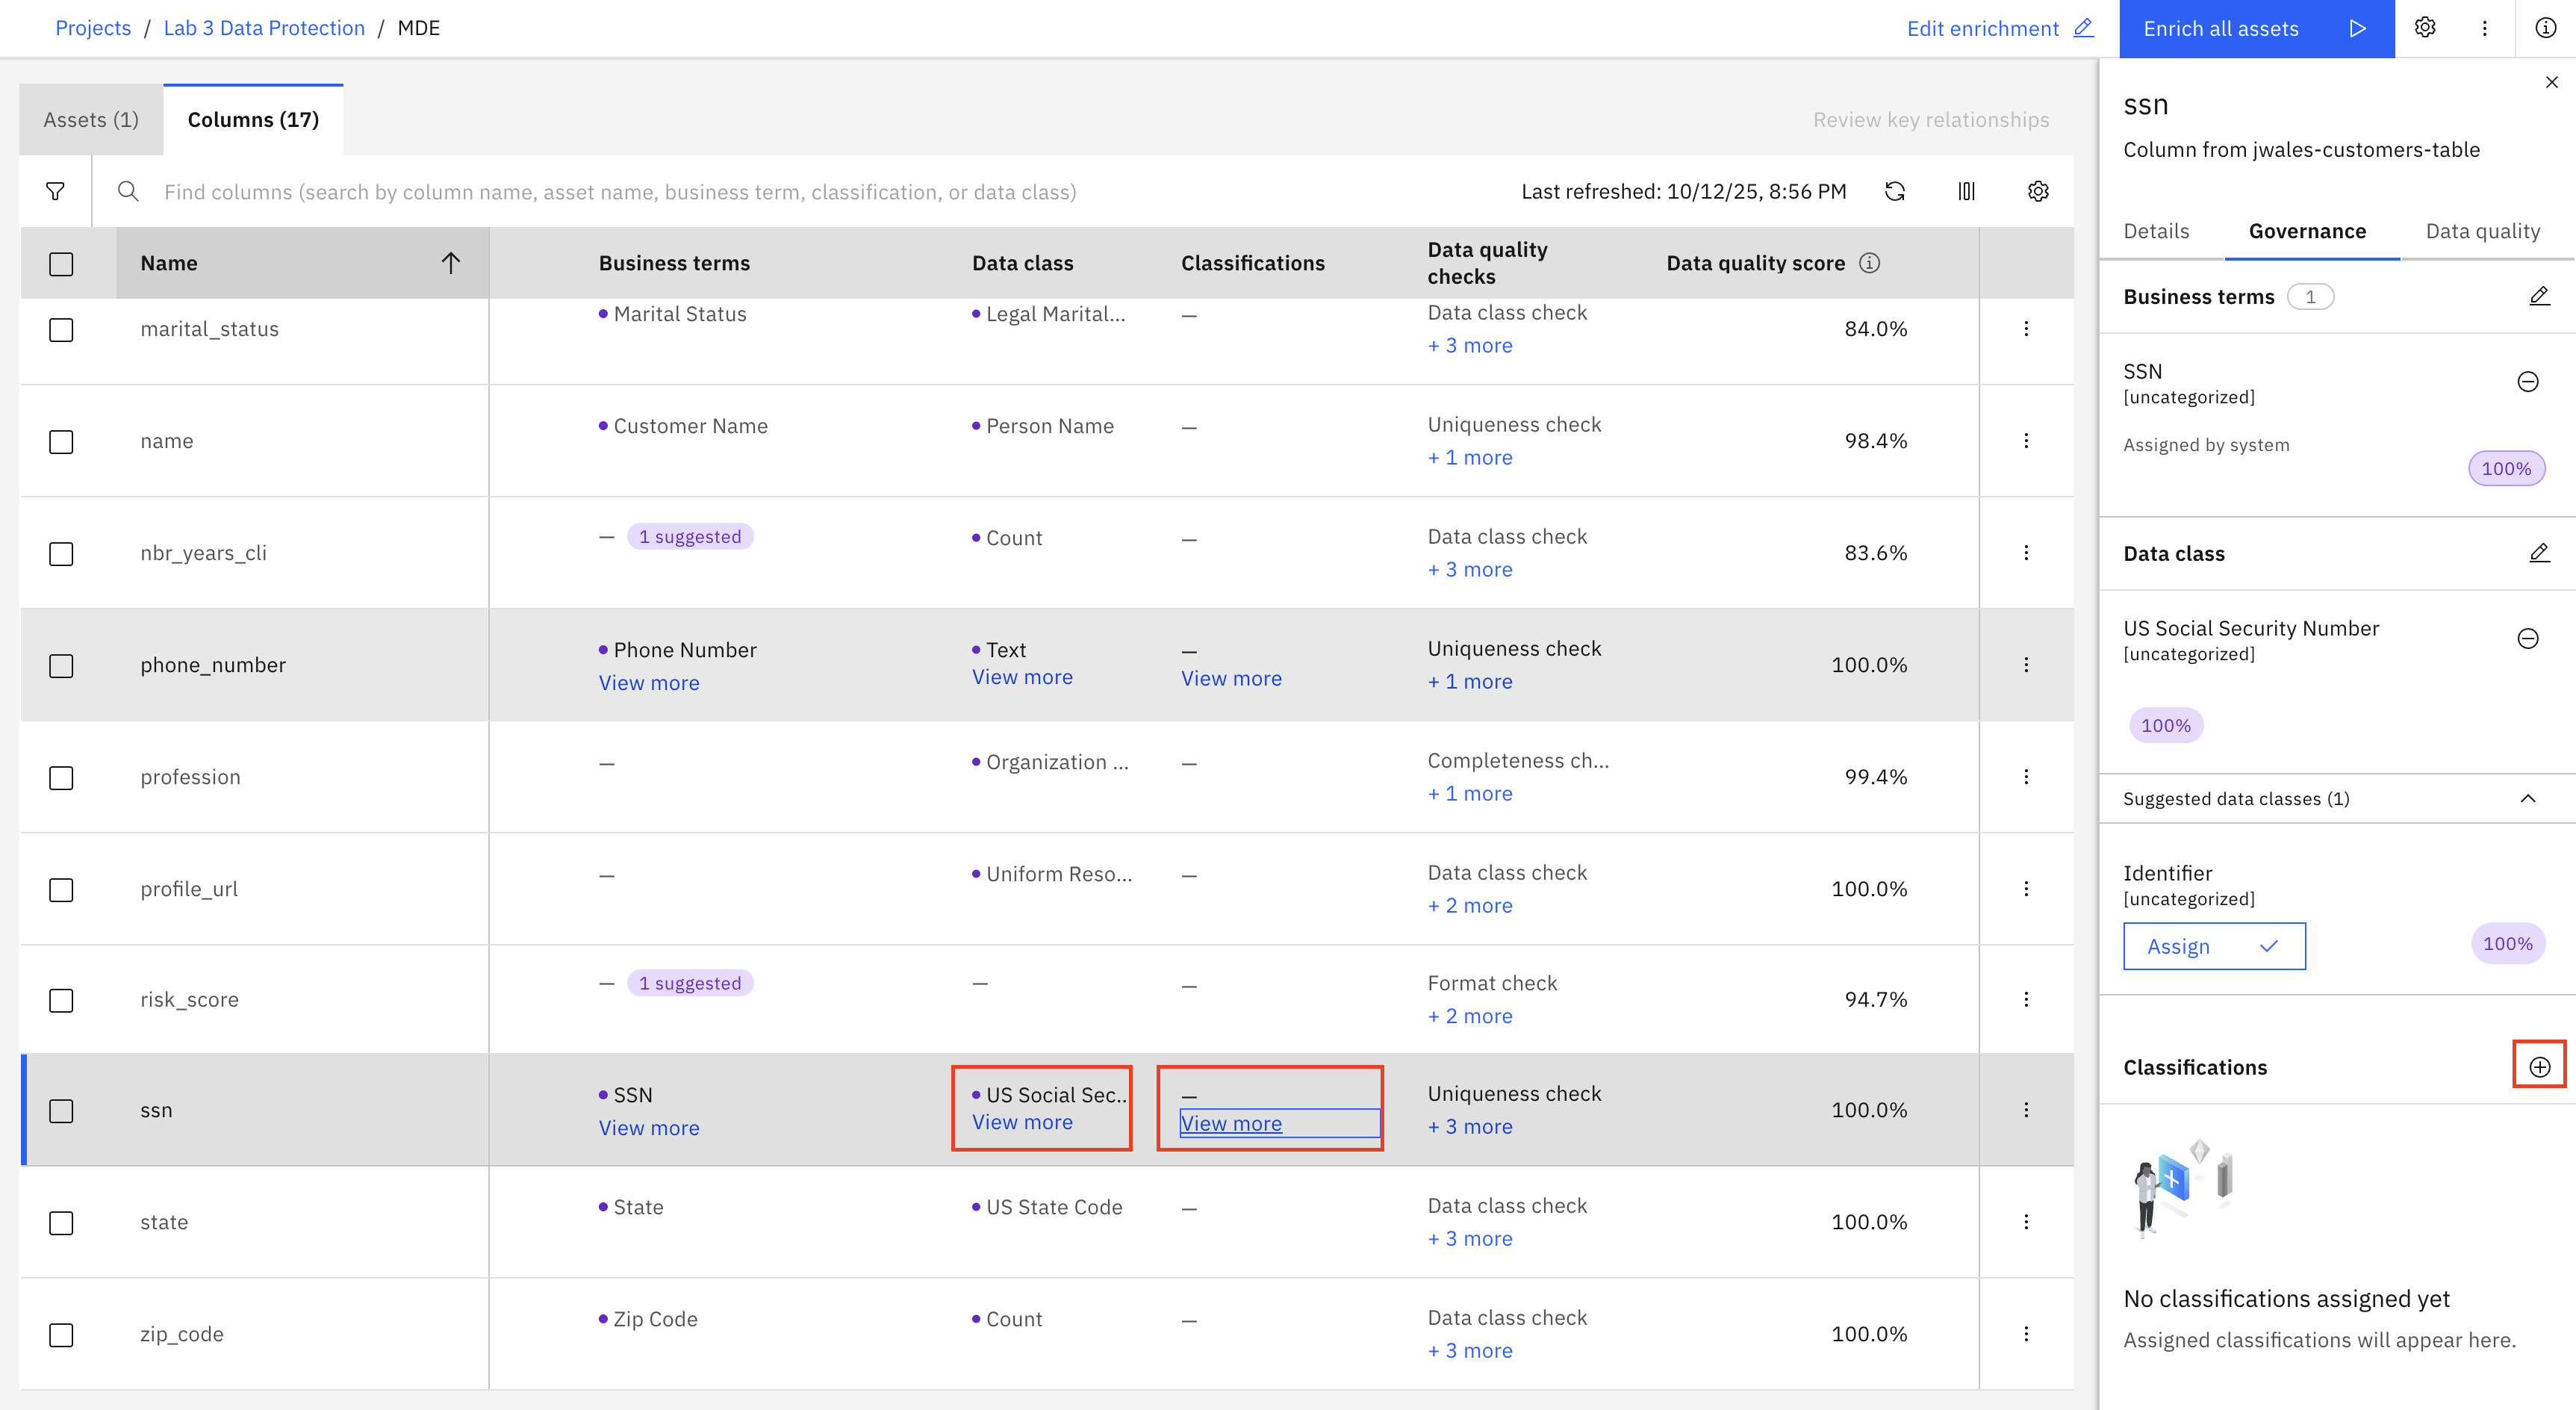 Projects / Lab 3 Data Protection / MDE
Edit enrichment
Enrich all assets
Assets (1)
Columns (17)
Review key relationships
Find columns (search by column name, asset name, business term, classification, or data class)
Last refreshed: 10/12/25, 8:56 PM
Name
Business terms
Data class
Classifications
Data quality
checks
Data quality score
marital_status
Marital Status
Legal Marital...
—
Data class check
+ 3 more
84.0%
name
Customer Name
Person Name
—
Uniqueness check
+ 1 more
98.4%
nbr_years_cli
— 1 suggested
Count
—
Data class check
+ 3 more
83.6%
phone_number
Phone Number
View more
Text
View more
—
View more
Uniqueness check
+ 1 more
100.0%
profession
—
Organization ...
—
Completeness ch...
+ 1 more
99.4%
profile_url
—
Uniform Reso...
—
Data class check
+ 2 more
100.0%
risk_score
— 1 suggested
—
—
Format check
+ 2 more
94.7%
ssn
SSN
View more
US Social Sec..
View more
—
View more
Uniqueness check
+ 3 more
100.0%
state
State
US State Code
—
Data class check
+ 3 more
100.0%
zip_code
Zip Code
Count
—
Data class check
+ 3 more
100.0%
ssn
Column from jwales-customers-table
Details
Governance
Data quality
Business terms 1
SSN
[uncategorized]
Assigned by system
100%
Data class
US Social Security Number
[uncategorized]
100%
Suggested data classes (1)
Identifier
[uncategorized]
Assign
100%
Classifications
No classifications assigned yet
Assigned classifications will appear here.